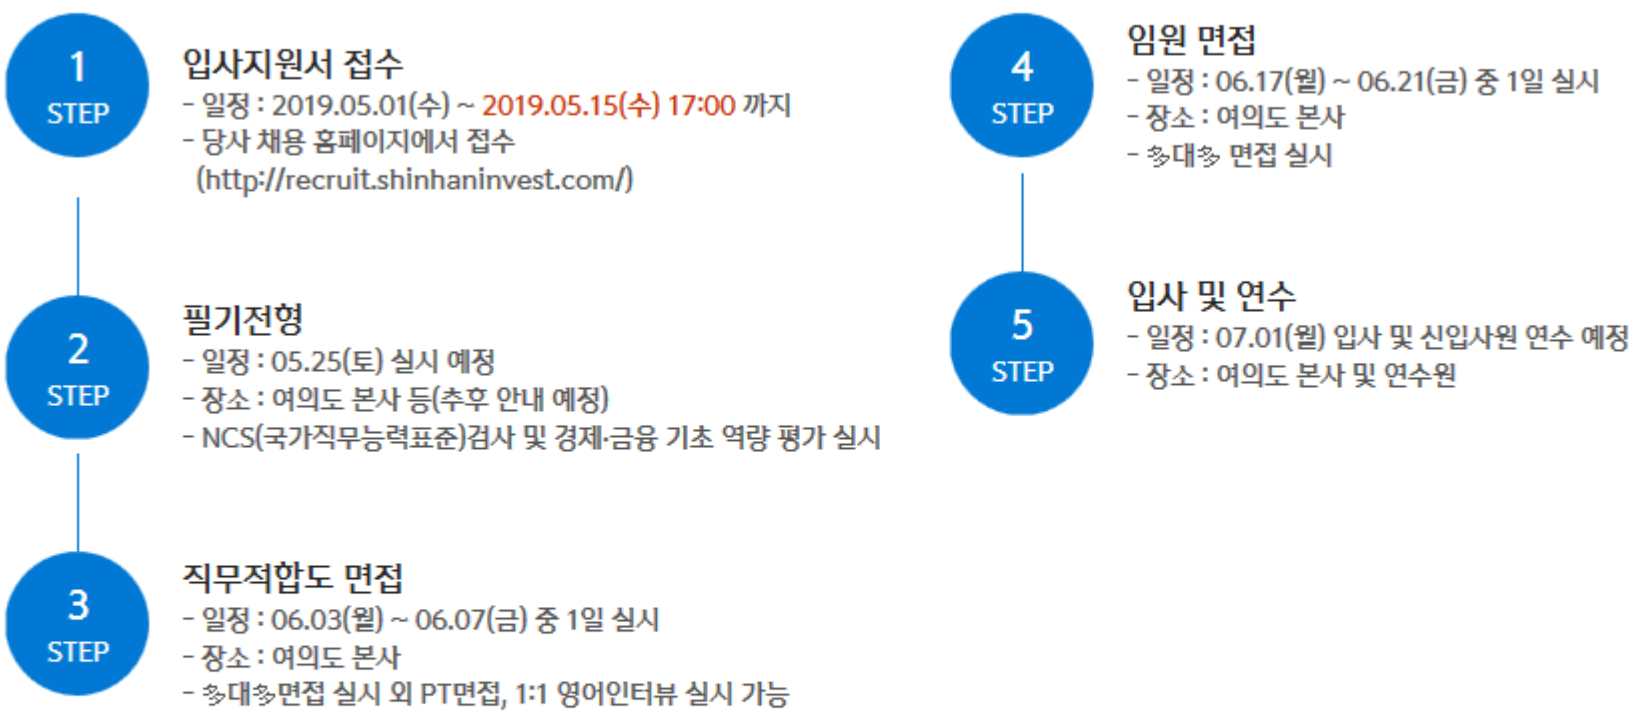 1
STEP
입사지원서 접수
- 일정 : 2019.05.01(수) ~ 2019.05.15(수) 17:00 까지
- 당사 채용 홈페이지에서 접수
(http://recruit.shinhaninvest.com/)
2
STEP
필기전형
- 일정 : 05.25(토) 실시 예정
- 장소 : 여의도 본사 등(추후 안내 예정)
- NCS(국가직무능력표준)검사 및 경제·금융 기초 역량 평가 실시
3
STEP
직무적합도 면접
- 일정 : 06.03(월) ~ 06.07(금) 중 1일 실시
- 장소 : 여의도 본사
- 多대多면접 실시 외 PT면접, 1:1 영어인터뷰 실시 가능
4
STEP
임원 면접
- 일정 : 06.17(월) ~ 06.21(금) 중 1일 실시
- 장소 : 여의도 본사
- 多대多 면접 실시
5
STEP
입사 및 연수
- 일정 : 07.01(월) 입사 및 신입사원 연수 예정
- 장소 : 여의도 본사 및 연수원